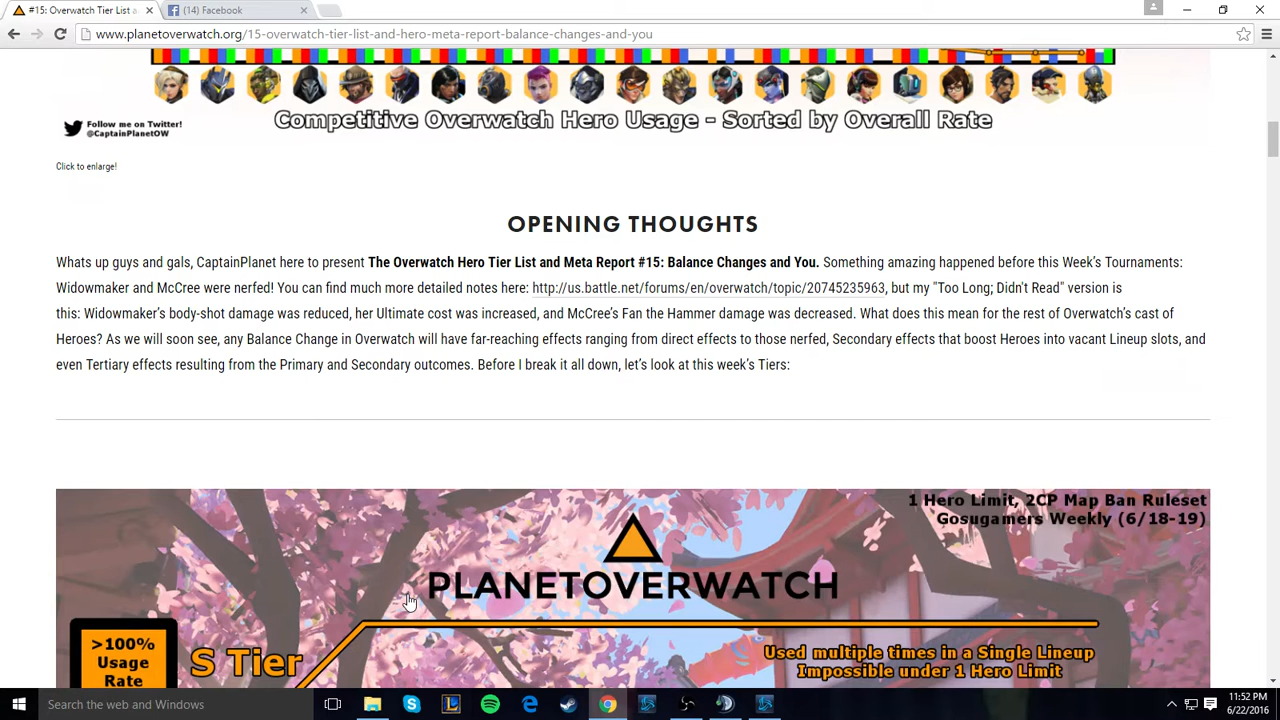 #15: Overwatch Tier List a
(14) Facebook
www.planetoverwatch.org/15-overwatch-tier-list-and-hero-meta-report-balance-changes-and-you
Follow me on Twitter!
@CaptainPlanetOW
Competitive Overwatch Hero Usage - Sorted by Overall Rate
Click to enlarge!
OPENING THOUGHTS
Whats up guys and gals, CaptainPlanet here to present The Overwatch Hero Tier List and Meta Report #15: Balance Changes and You. Something amazing happened before this Week's Tournaments:
Widowmaker and McCree were nerfed! You can find much more detailed notes here: http://us.battle.net/forums/en/overwatch/topic/20745235963, but my "Too Long; Didn't Read" version is
this: Widowmaker's body-shot damage was reduced, her Ultimate cost was increased, and McCree's Fan the Hammer damage was decreased. What does this mean for the rest of Overwatch's cast of
Heroes? As we will soon see, any Balance Change in Overwatch will have far-reaching effects ranging from direct effects to those nerfed, Secondary effects that boost Heroes into vacant Lineup slots, and
even Tertiary effects resulting from the Primary and Secondary outcomes. Before I break it all down, let's look at this week's Tiers:
1 Hero Limit, 2CP Map Ban Ruleset
Gosugamers Weekly (6/18-19)
PLANETOVERWATCH
>100%
Usage
Rate
S Tier
Used multiple times in a Single Lineup
Impossible under 1 Hero Limit
Search the web and Windows
11:52 PM
6/22/2016